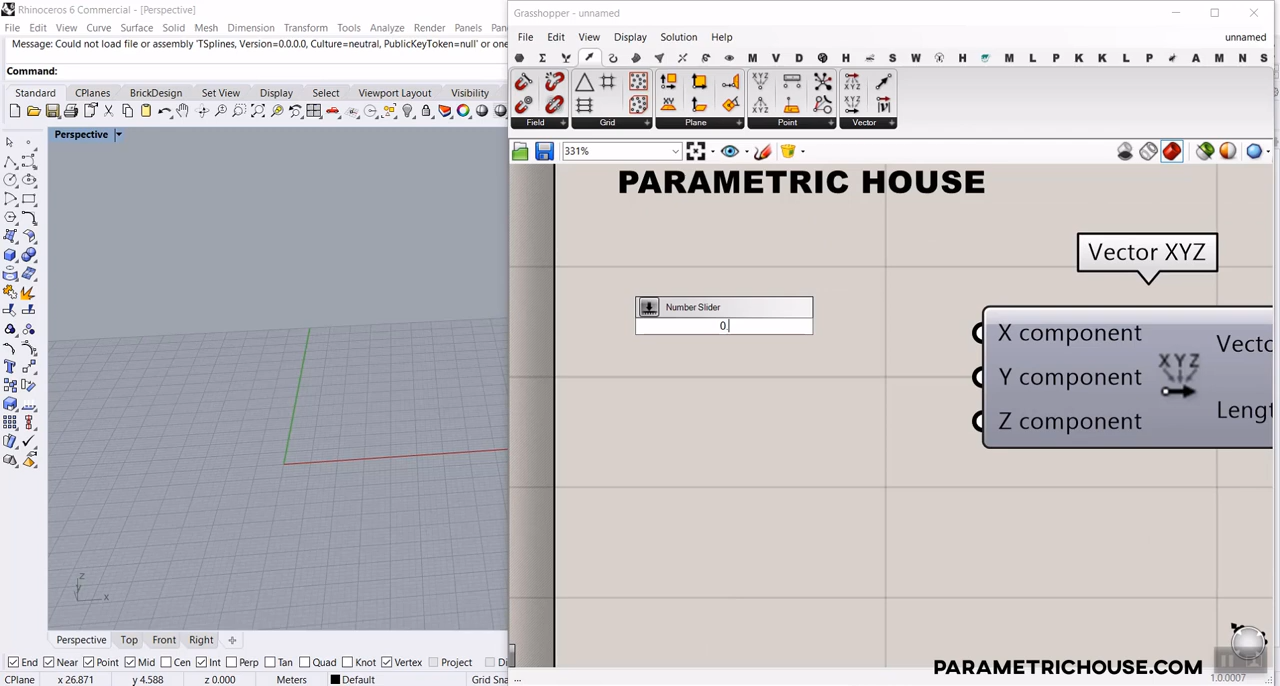 Rhinoceros 6 Commercial - [Perspective]
File Edit View Curve Surface Solid Mesh Dimension Transform Tools Analyze Render Panels
Message: Could not load file or assembly 'TSplines, Version=0.0.0.0, Culture=neutral, PublicKeyToken=null' or one
Command:
Standard CPlanes BrickDesign Set View Display Select Viewport Layout Visibility
Perspective
z
y
x
Perspective Top Front Right
End Near Point Mid Cen Int Perp Tan Quad Knot Vertex Project
CPlane x 26.871 y 4.588 z 0.000 Meters Default Grid Sna
Grasshopper - unnamed
File Edit View Display Solution Help unnamed
M V D H S W H M L P K K L P A M N S
Field Grid Plane Point Vector
331%
PARAMETRIC HOUSE
Vector XYZ
Number Slider
0.
X component
Y component
Z component
XYZ
Vecto
Lengt
PARAMETRICHOUSE.COM
...
1.0.0007